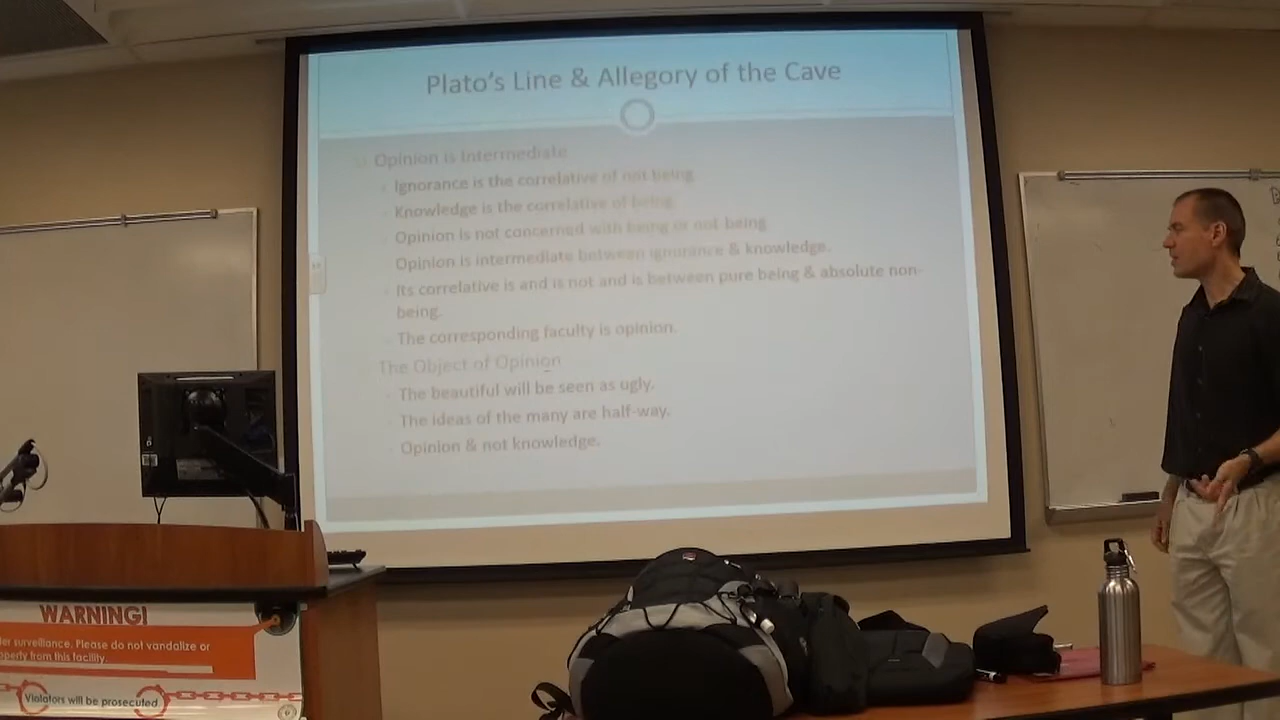 Plato's Line & Allegory of the Cave
Opinion is Intermediate
Ignorance is the correlative of not being.
Knowledge is the correlative of being.
Opinion is not concerned with being or not-being
Opinion is intermediate between ignorance & knowledge.
Its correlative is and is not and is between pure being & absolute non-
being.
The corresponding faculty is opinion.
The Object of Opinion
The beautiful will be seen as ugly.
The ideas of the many are half-way.
Opinion & not knowledge.
WARNING!
surveillance. Please do not vandalize or
from this facility.
Violators will be prosecuted